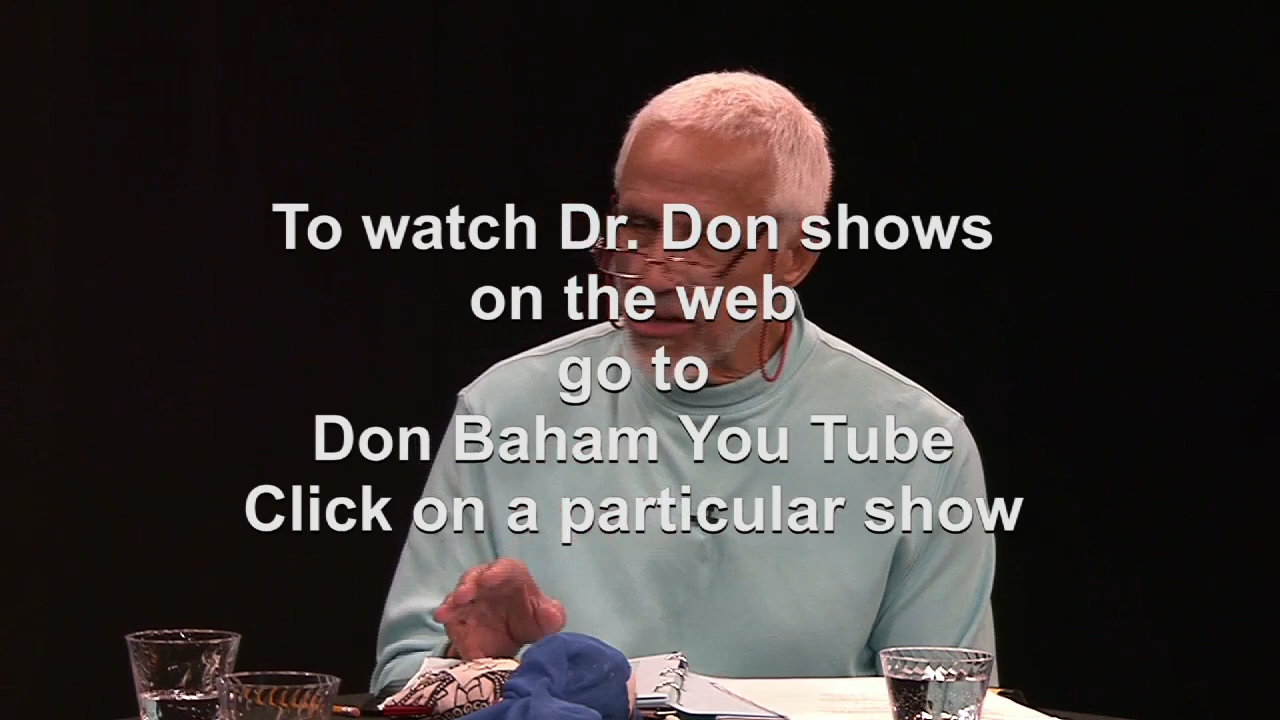 To watch Dr. Don shows
on the web
go to
Don Baham You Tube
Click on a particular show